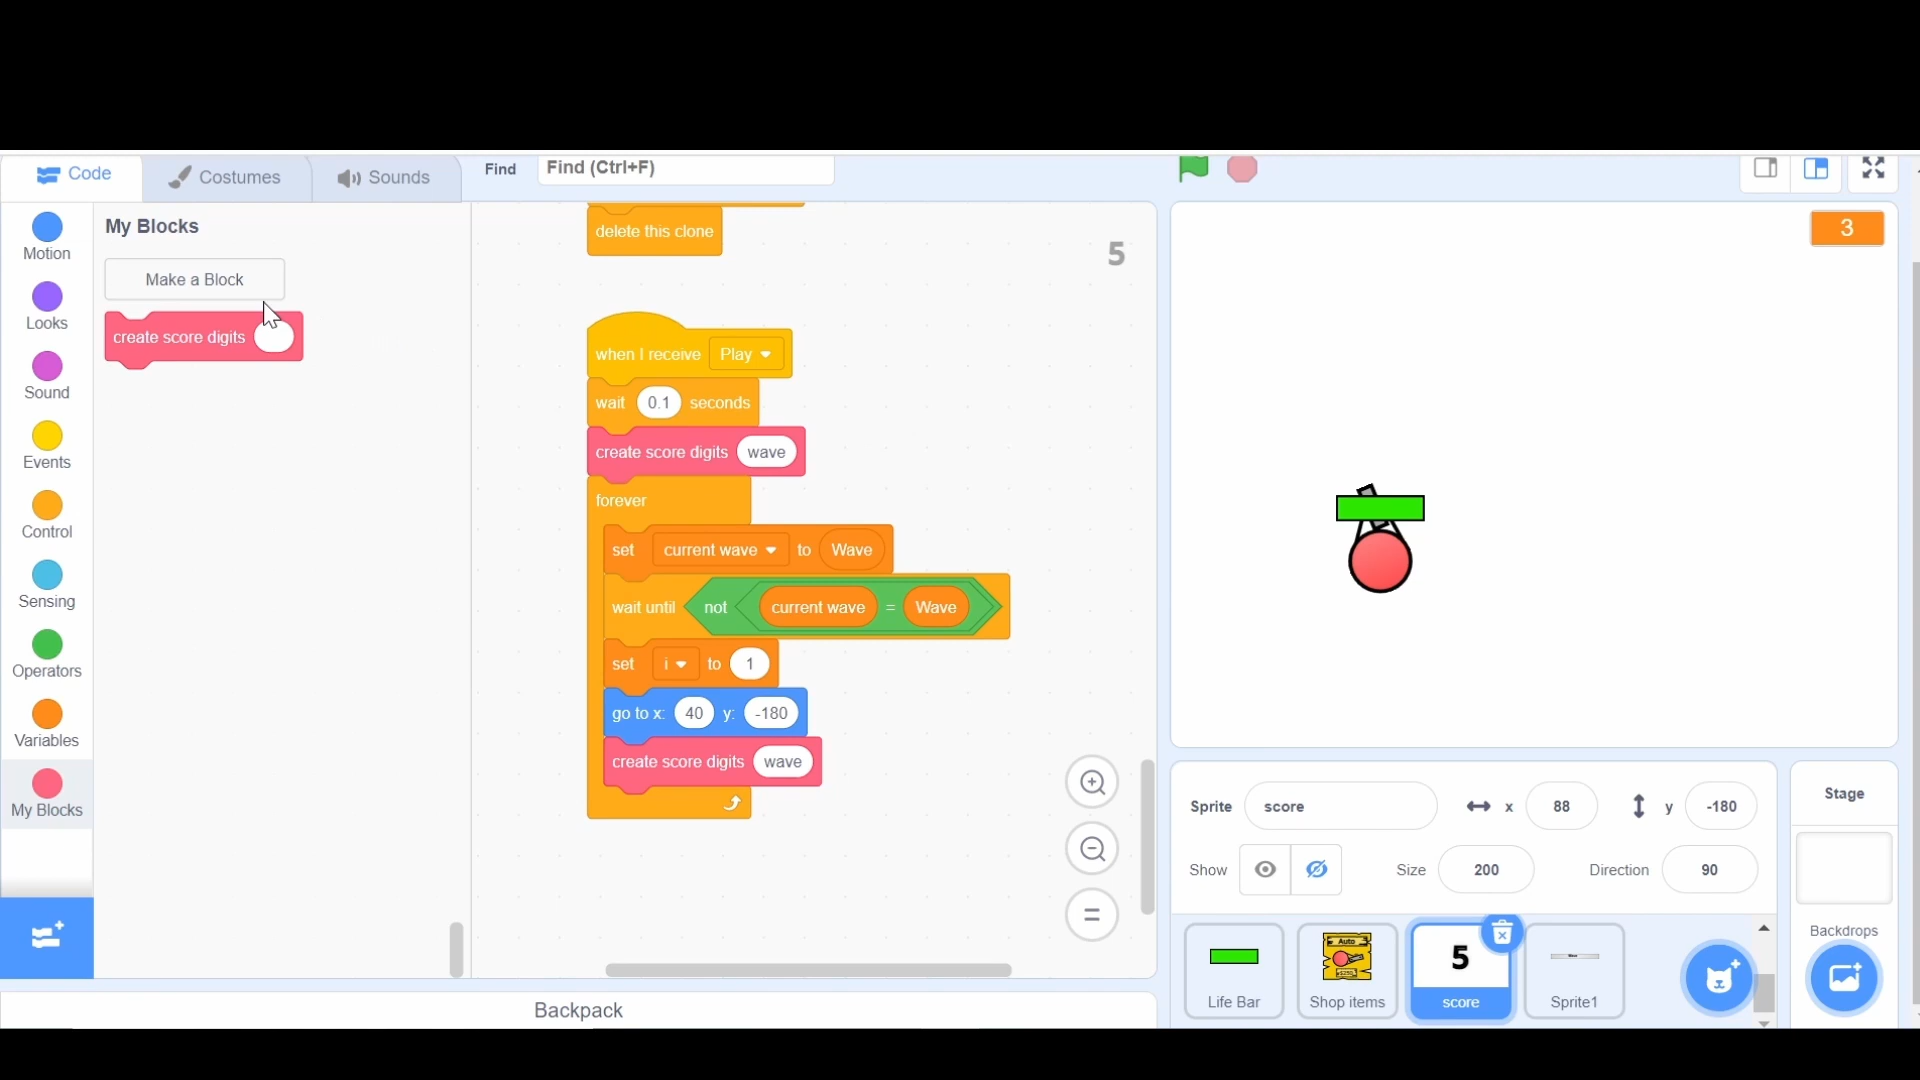 Code
Costumes
Sounds
Find
Find (Ctrl+F)
Motion
Looks
Sound
Events
Control
Sensing
Operators
Variables
My Blocks
My Blocks
Make a Block
create score digits
delete this clone
5
when I receive Play
wait 0.1 seconds
create score digits wave
forever
set current wave to Wave
wait until not current wave = Wave
set i to 1
go to x: 40 y: -180
create score digits wave
Backpack
3
Sprite score x 88 y -180
Show Size 200 Direction 90
Life Bar
Auto
Shop items
5
score
Sprite1
Stage
Backdrops